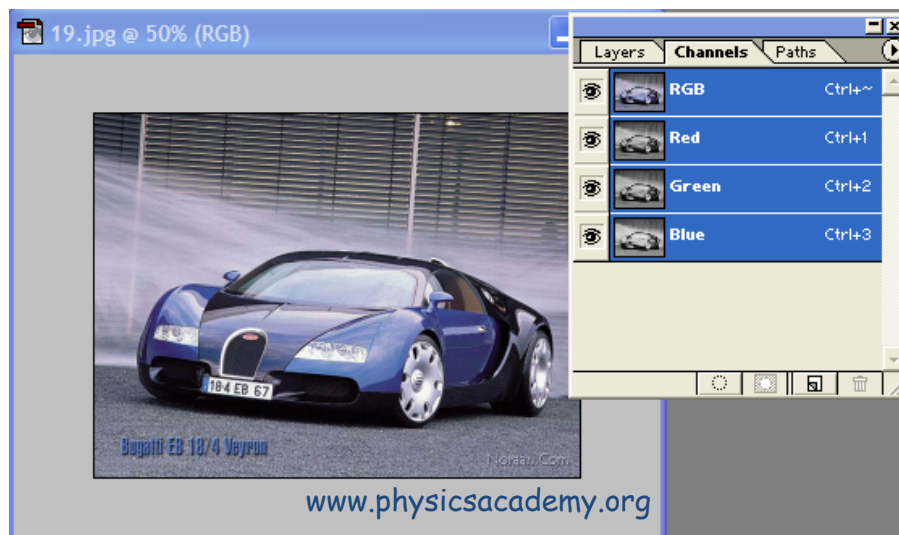 19.jpg @ 50% (RGB)
Layers Channels Paths
RGB Ctrl+~
Red Ctrl+1
Green Ctrl+2
Blue Ctrl+3
184 EB 67
Bugatti EB 18/4 Veyron
Noraan.Com
www.physicsacademy.org